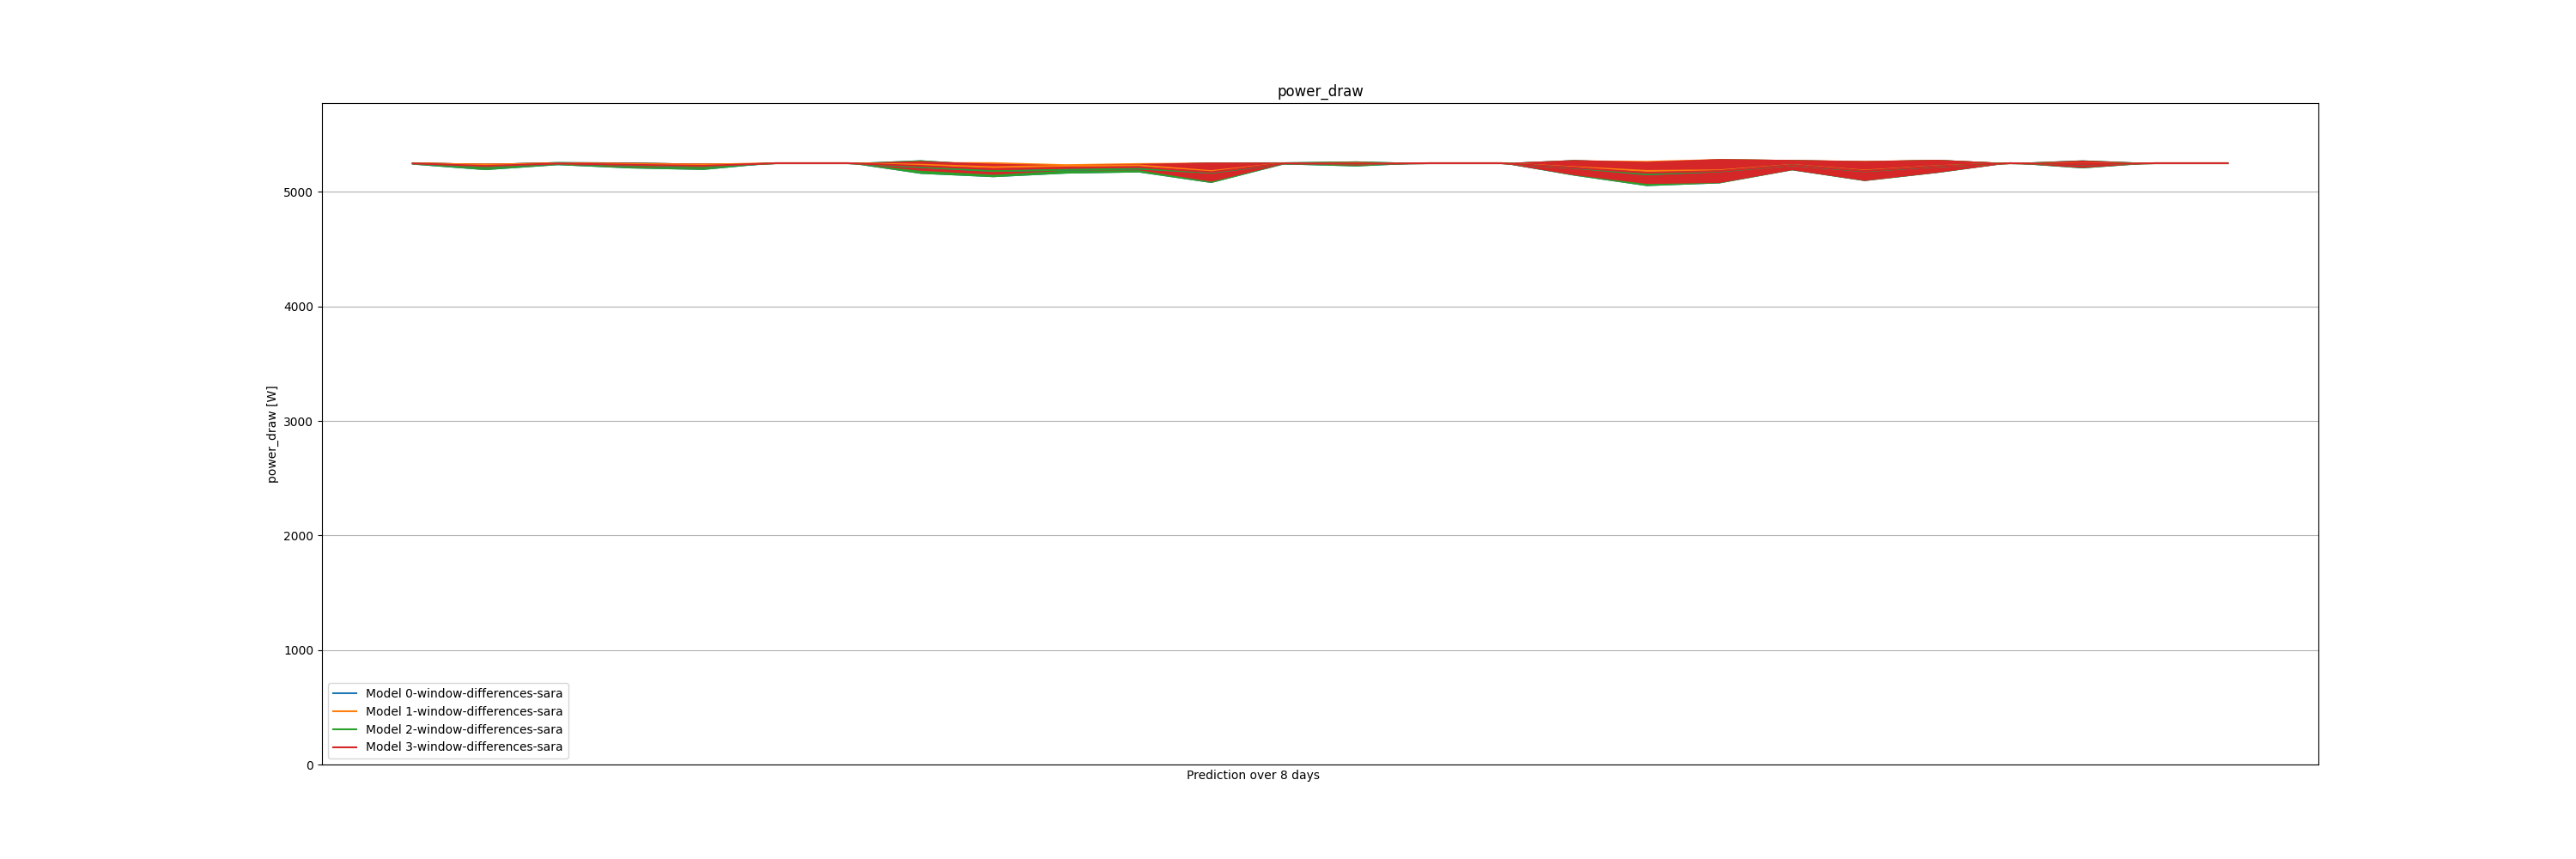 power_draw
5000
4000
3000
2000
1000
0
power_draw [W]
Model 0-window-differences-sara
Model 1-window-differences-sara
Model 2-window-differences-sara
Model 3-window-differences-sara
Prediction over 8 days